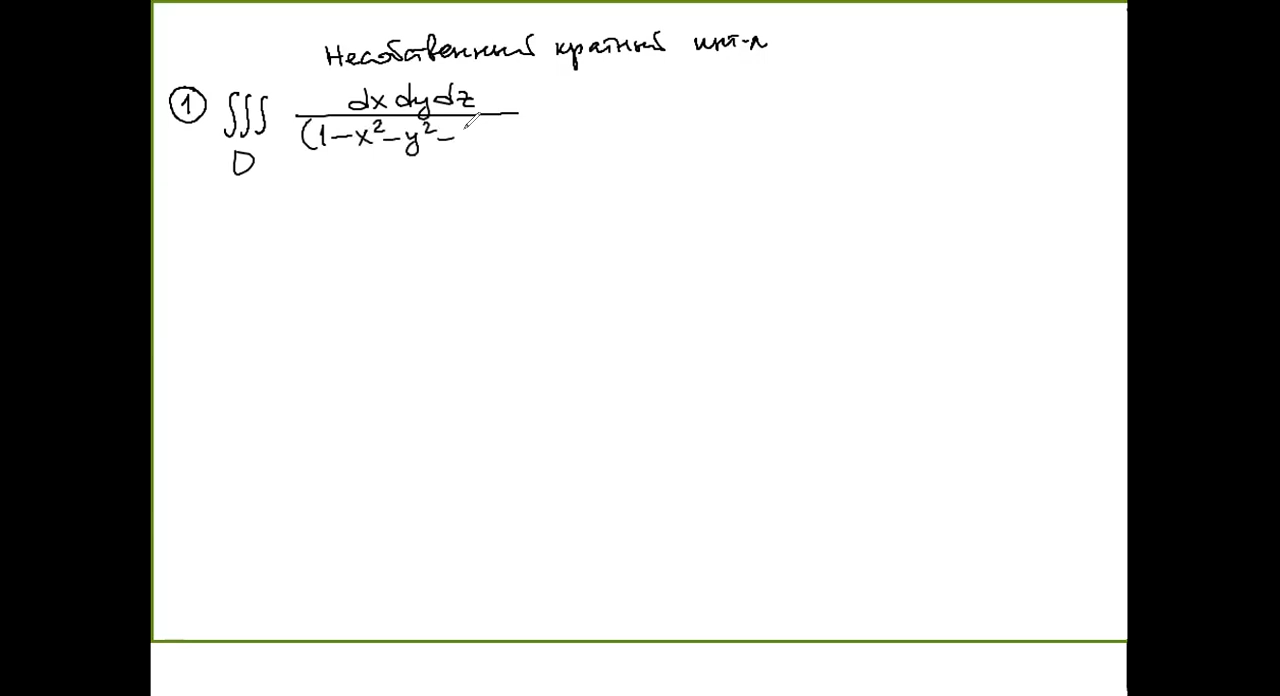 Несобственный кратный инт-л
① ∭ dx dy dz
(1-x²-y²-
D